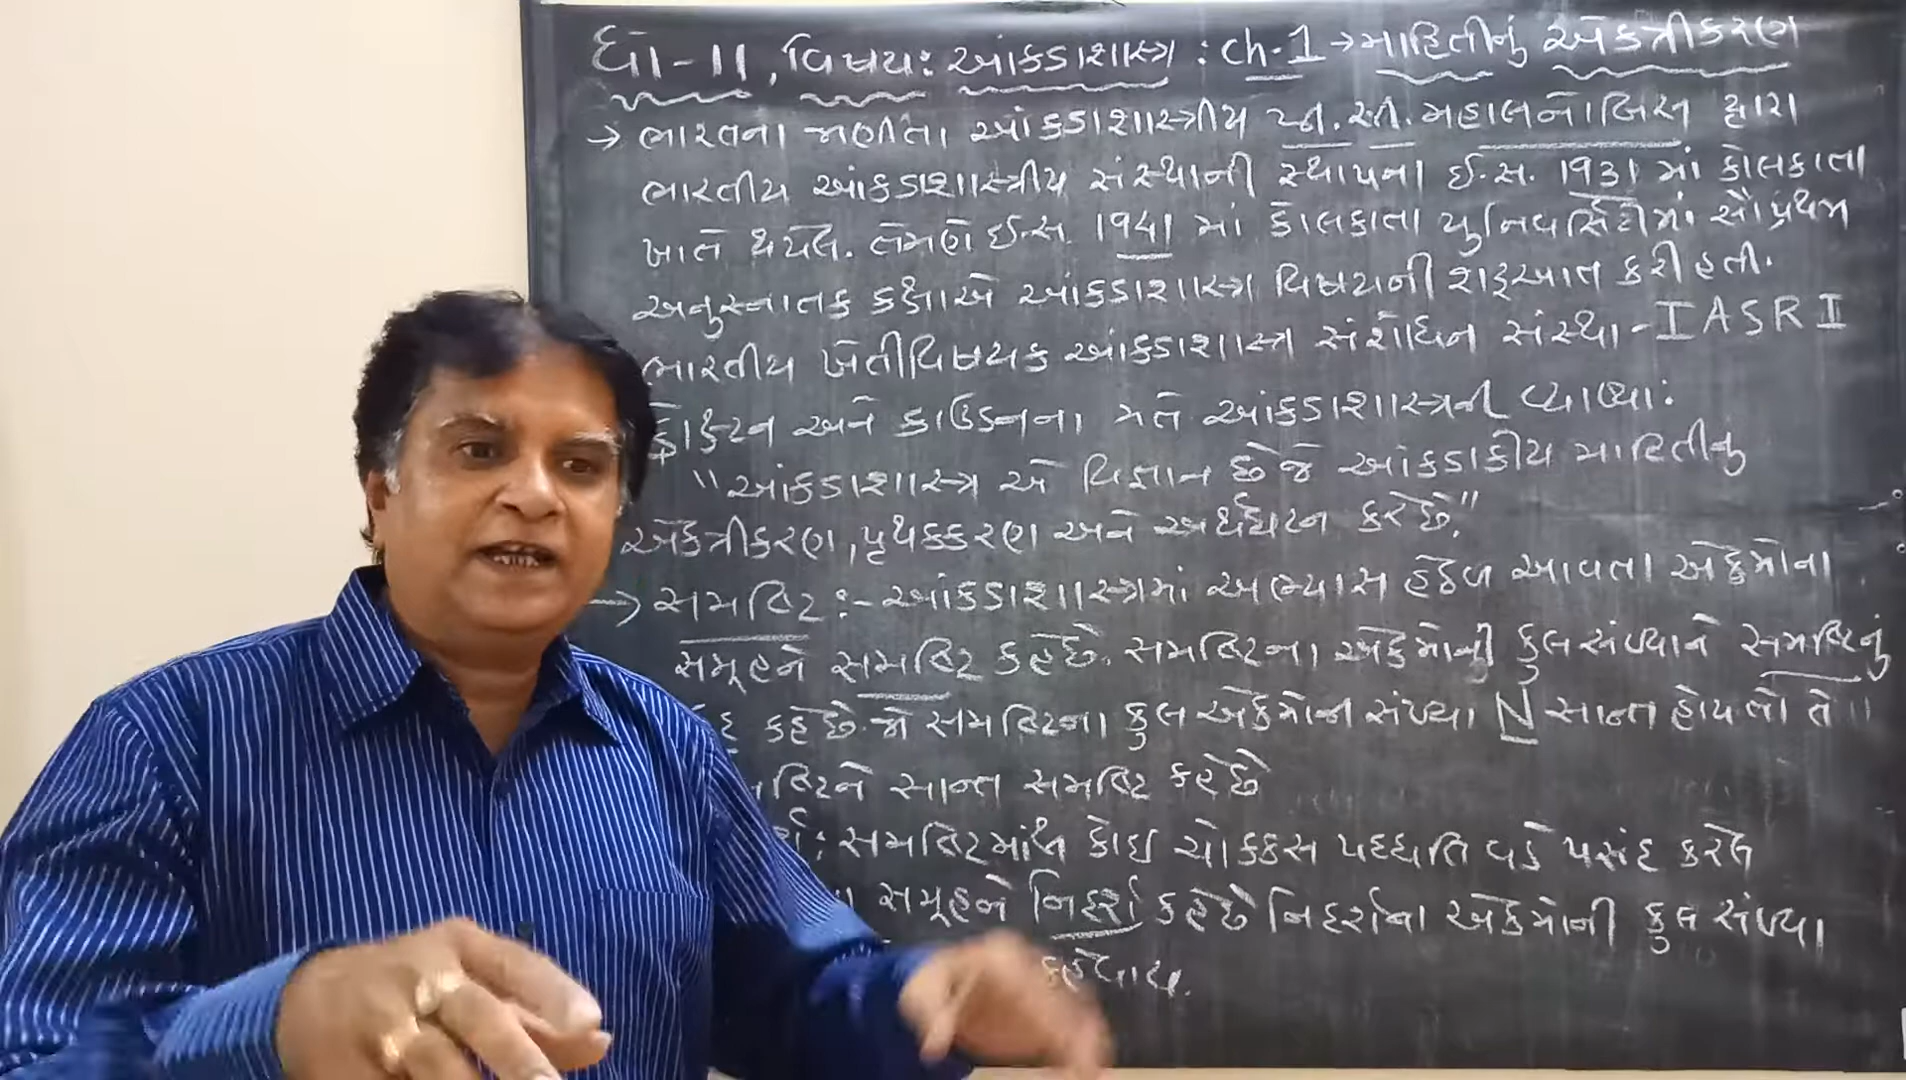 ધો-11, વિષય: આંકડાશાસ્ત્ર : ch-1 → માહિતીનું એકત્રીકરણ
→ ભારતના જાણીતા આંકડાશાસ્ત્રીય પી.સી. મહાલનોબિસ દ્વારા
ભારતીય આંકડાશાસ્ત્રીય સંસ્થાની સ્થાપના ઈ.સ. 1931 માં કોલકાતા
ખાતે થયેલ. તેમણે ઈ.સ. 1941 માં કોલકાતા યુનિવર્સિટીમાં સૌપ્રથમ
અનુસ્નાતક કક્ષાએ આંકડાશાસ્ત્ર વિષયની શરૂઆત કરી હતી.
ભારતીય ખેતીવિષયક આંકડાશાસ્ત્ર સંશોધન સંસ્થા - IASRI
ક્રોક્ષ્ટન અને કાઉડનના મતે આંકડાશાસ્ત્રની વ્યાખ્યા:
"આંકડાશાસ્ત્ર એ વિજ્ઞાન છે જે આંકડાકીય માહિતીનું
એકત્રીકરણ, પૃથક્કરણ અને અર્થઘટન કરે છે."
→ સમષ્ટિ :- આંકડાશાસ્ત્રમાં અભ્યાસ હેઠળ આવતા એકમોના
સમૂહને સમષ્ટિ કહે છે. સમષ્ટિના એકમોની કુલ સંખ્યાને સમષ્ટિનું
કદ કહે છે. જો સમષ્ટિના કુલ એકમોની સંખ્યા N સાન્ત હોય તો તે
ષ્ટિને સાન્ત સમષ્ટિ કહે છે
ર્શ: સમષ્ટિમાંથી કોઈ ચોક્કસ પદ્ધતિ વડે પસંદ કરેલ
સમૂહને નિદર્શ કહે છે નિદર્શના એકમોની કુલ સંખ્યા
કહેવાય.